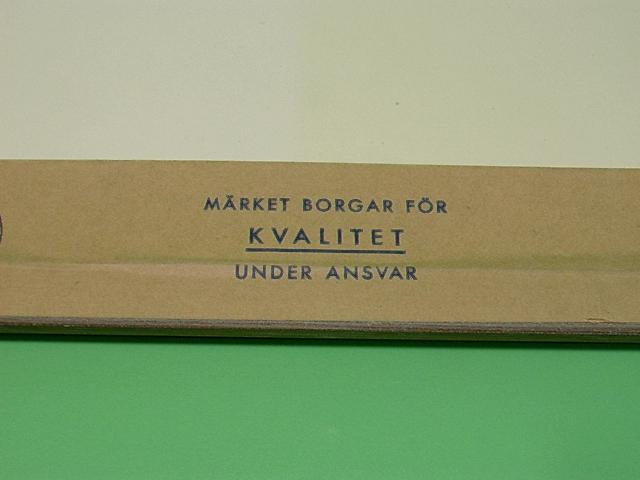 MÄRKET BORGAR FÖR
KVALITET
UNDER ANSVAR